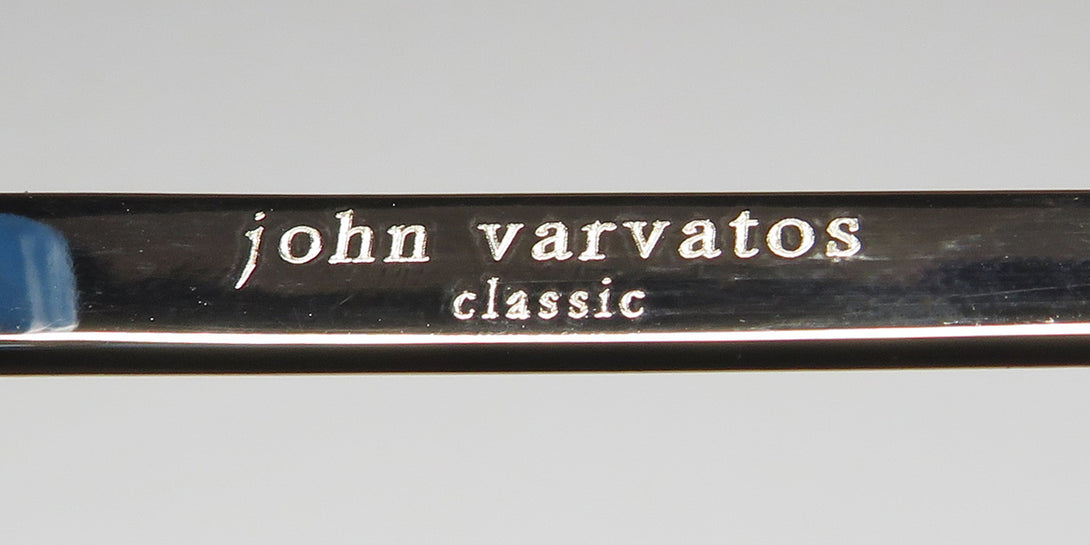 john varvatos
classic